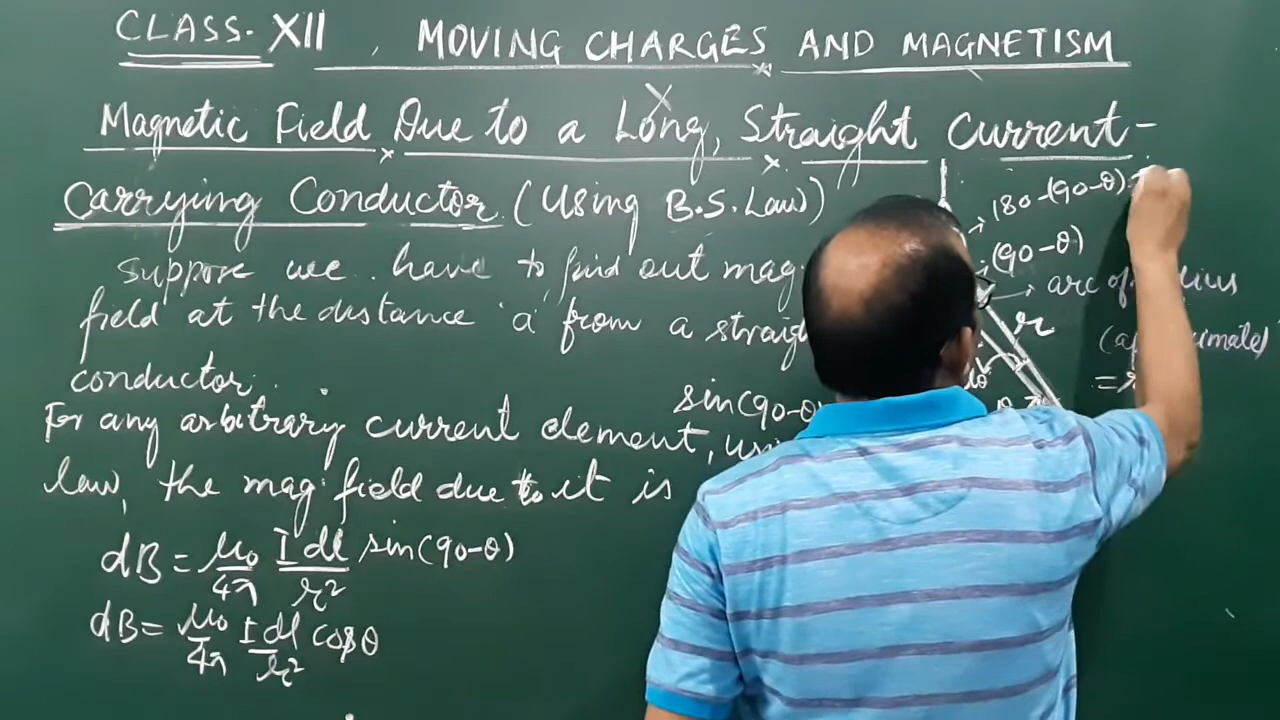 CLASS. XII , MOVING CHARGES AND MAGNETISM
Magnetic Field Due to a Long, Straight Current-
Carrying Conductor (Using B.S. Law)
180-(90-θ)=
(90-θ)
suppose we have to find out mag
arc of
field at the distance 'a' from a
r
(ap
conductor.
dθ
sin(90-θ)
For any arbitrary current element,
law, the mag. field due to it is
dB = μ₀/4π I dl/r² sin(90-θ)
dB = μ₀/4π I dl/r² cosθ